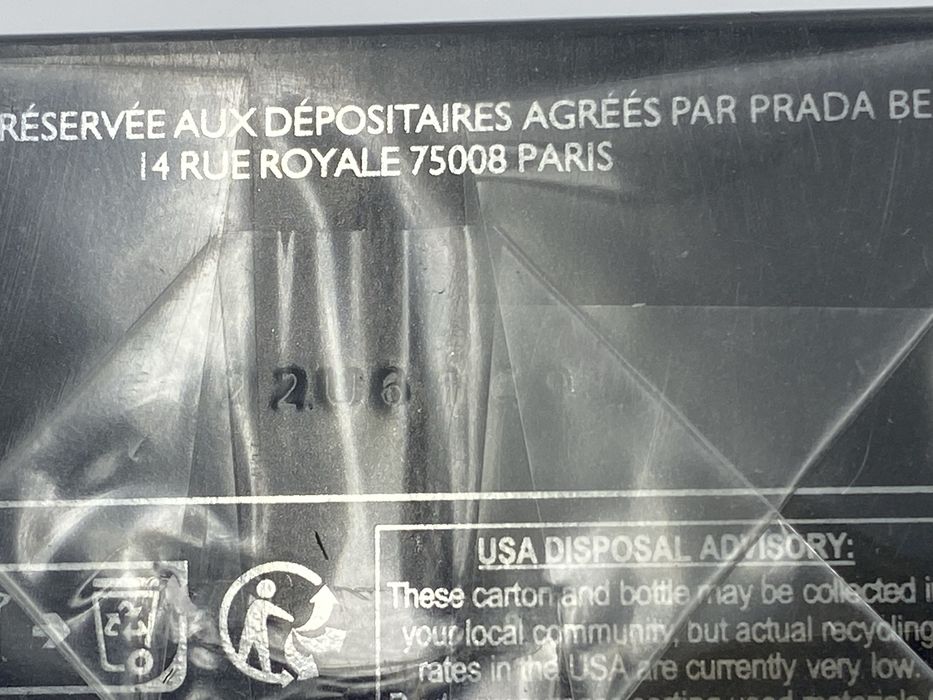 RÉSERVÉE AUX DÉPOSITAIRES AGRÉÉS PAR PRADA BE
14 RUE ROYALE 75008 PARIS
USA DISPOSAL ADVISORY:
These carton and bottle may be collected i
your local community, but actual recycling
rates in the USA are currently very low.